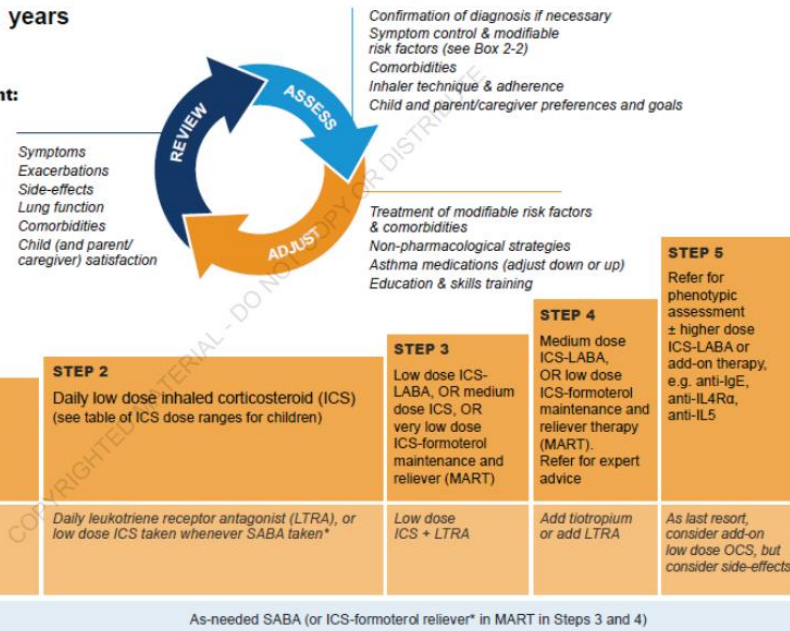 years
nt:
Confirmation of diagnosis if necessary
Symptom control & modifiable
risk factors (see Box 2-2)
Comorbidities
Inhaler technique & adherence
Child and parent/caregiver preferences and goals
REVIEW
ASSESS
ADJUST
Symptoms
Exacerbations
Side-effects
Lung function
Comorbidities
Child (and parent/
caregiver) satisfaction
Treatment of modifiable risk factors
& comorbidities
Non-pharmacological strategies
Asthma medications (adjust down or up)
Education & skills training
STEP 2
Daily low dose inhaled corticosteroid (ICS)
(see table of ICS dose ranges for children)
STEP 3
Low dose ICS-
LABA, OR medium
dose ICS, OR
very low dose
ICS-formoterol
maintenance and
reliever (MART)
STEP 4
Medium dose
ICS-LABA,
OR low dose
ICS-formoterol
maintenance and
reliever therapy
(MART).
Refer for expert
advice
STEP 5
Refer for
phenotypic
assessment
± higher dose
ICS-LABA or
add-on therapy,
e.g. anti-IgE,
anti-IL4Rα,
anti-IL5
Daily leukotriene receptor antagonist (LTRA), or
low dose ICS taken whenever SABA taken*
Low dose
ICS + LTRA
Add tiotropium
or add LTRA
As last resort,
consider add-on
low dose OCS, but
consider side-effects
As-needed SABA (or ICS-formoterol reliever* in MART in Steps 3 and 4)
COPYRIGHTED MATERIAL - DO NOT COPY OR DISTRIBUTE